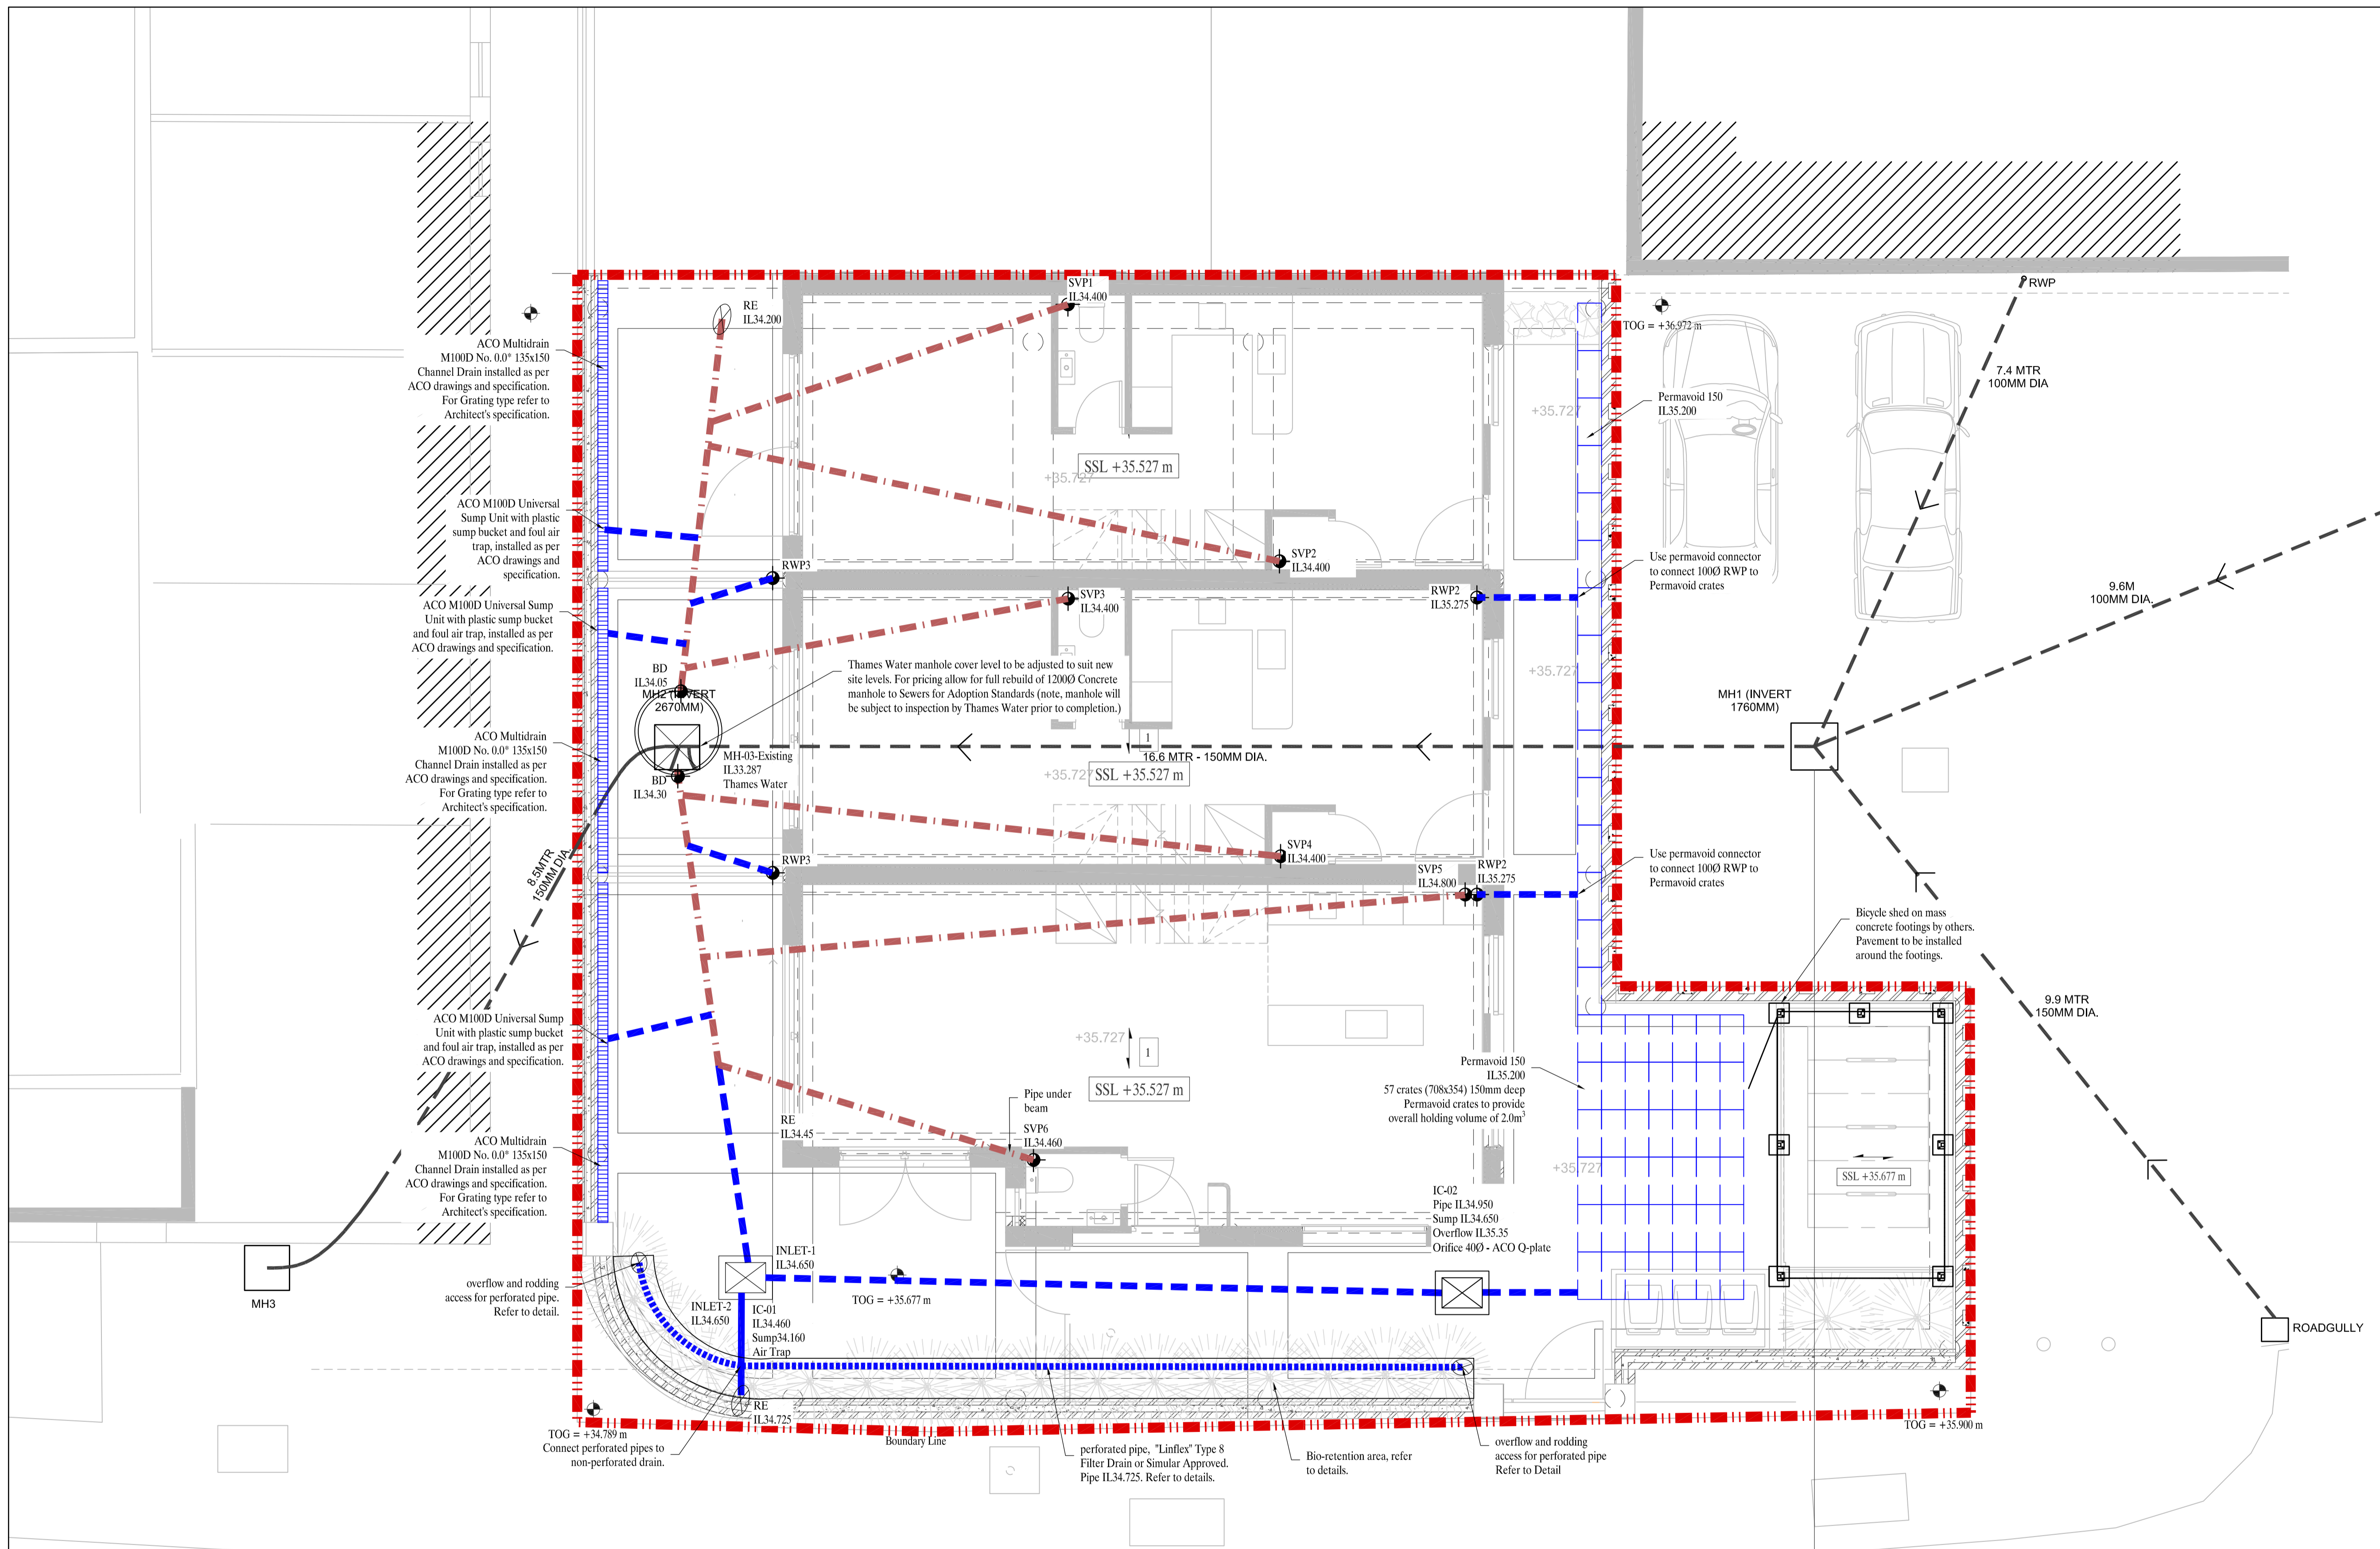 SVP1
IL34.400
RE
IL34.200
RWP
TOG = +36.972 m
ACO Multidrain
M100D No. 0.0* 135x150
Channel Drain installed as per
ACO drawings and specification.
For Grating type refer to
Architect's specification.
7.4 MTR
100MM DIA
Permavoid 150
IL35.200
+35.727
SSL +35.527 m
+35.727
ACO M100D Universal
Sump Unit with plastic
sump bucket and foul air
trap, installed as per
ACO drawings and
specification.
RWP3
SVP2
IL34.400
Use permavoid connector
to connect 100Ø RWP to
Permavoid crates
9.6M
100MM DIA.
ACO M100D Universal Sump
Unit with plastic sump bucket
and foul air trap, installed as per
ACO drawings and specification.
SVP3
IL34.400
RWP2
IL35.275
BD
IL34.05
MH2 (INVERT
2670MM)
Thames Water manhole cover level to be adjusted to suit new
site levels. For pricing allow for full rebuild of 1200Ø Concrete
manhole to Sewers for Adoption Standards (note, manhole will
be subject to inspection by Thames Water prior to completion.)
+35.727
MH1 (INVERT
1760MM)
ACO Multidrain
M100D No. 0.0* 135x150
Channel Drain installed as per
ACO drawings and specification.
For Grating type refer to
Architect's specification.
MH-03-Existing
IL33.287
Thames Water
BD
IL34.30
1
16.6 MTR - 150MM DIA.
+35.727
SSL +35.527 m
8.5MTR
150MM DIA.
RWP3
SVP4
IL34.400
SVP5
IL34.800
RWP2
IL35.275
Use permavoid connector
to connect 100Ø RWP to
Permavoid crates
Bicycle shed on mass
concrete footings by others.
Pavement to be installed
around the footings.
9.9 MTR
150MM DIA.
ACO M100D Universal Sump
Unit with plastic sump bucket
and foul air trap, installed as per
ACO drawings and specification.
+35.727
1
SSL +35.527 m
Permavoid 150
IL35.200
57 crates (708x354) 150mm deep
Permavoid crates to provide
overall holding volume of 2.0m³
Pipe under
beam
RE
IL34.45
SVP6
IL34.460
ACO Multidrain
M100D No. 0.0* 135x150
Channel Drain installed as per
ACO drawings and specification.
For Grating type refer to
Architect's specification.
+35.727
SSL +35.677 m
IC-02
Pipe IL34.950
Sump IL34.650
Overflow IL35.35
Orifice 40Ø - ACO Q-plate
INLET-1
IL34.650
overflow and rodding
access for perforated pipe.
Refer to detail.
MH3
TOG = +35.677 m
INLET-2
IL34.650
IC-01
IL34.460
Sump34.160
Air Trap
ROADGULLY
RE
IL34.725
TOG = +34.789 m
Connect perforated pipes to
non-perforated drain.
Boundary Line
perforated pipe, "Linflex" Type 8
Filter Drain or Simular Approved.
Pipe IL34.725. Refer to details.
Bio-retention area, refer
to details.
overflow and rodding
access for perforated pipe
Refer to Detail
TOG = +35.900 m